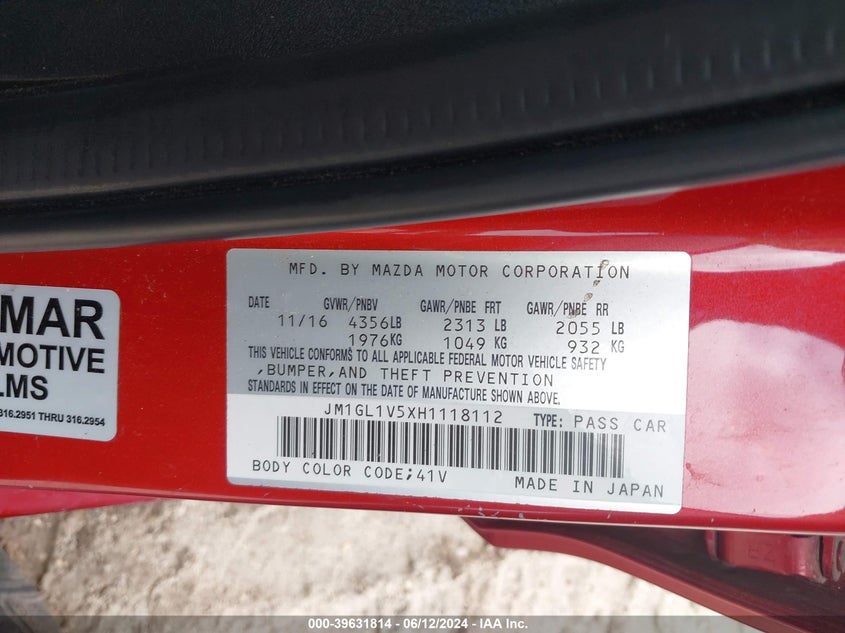 MFD. BY MAZDA MOTOR CORPORATION
DATE GVWR/PNBV GAWR/PNBE FRT GAWR/PNBE RR
11/16 4356LB 2313 LB 2055 LB
1976KG 1049 KG 932 KG
THIS VEHICLE CONFORMS TO ALL APPLICABLE FEDERAL MOTOR VEHICLE SAFETY
,BUMPER,AND THEFT PREVENTION
STANDARDS IN EFFECT ON THE DATE OF MANUFACTURE SHOWN ABOVE.
JM1GL1V5XH1118112 TYPE: PASS CAR
BODY COLOR CODE;41V MADE IN JAPAN
MAR
MOTIVE
LMS
316.2951 THRU 316.2954
000-39631814 - 06/12/2024 - IAA Inc.